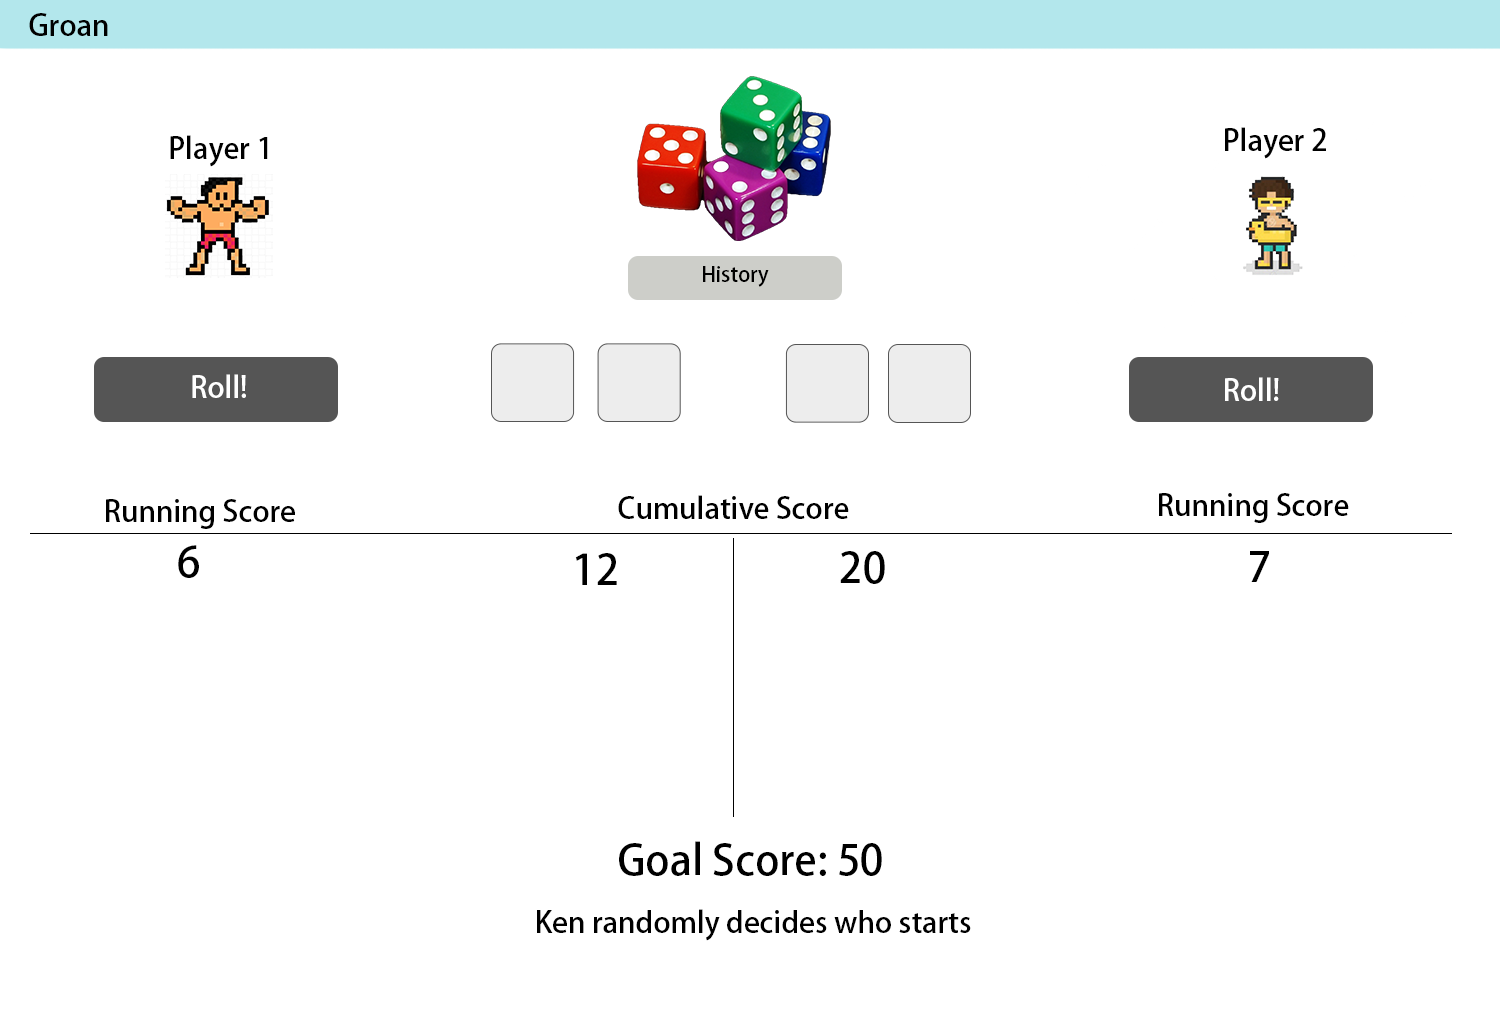 Groan
Player 1
Player 2
History
Roll!
Roll!
Running Score
Cumulative Score
Running Score
6
12
20
7
Goal Score: 50
Ken randomly decides who starts